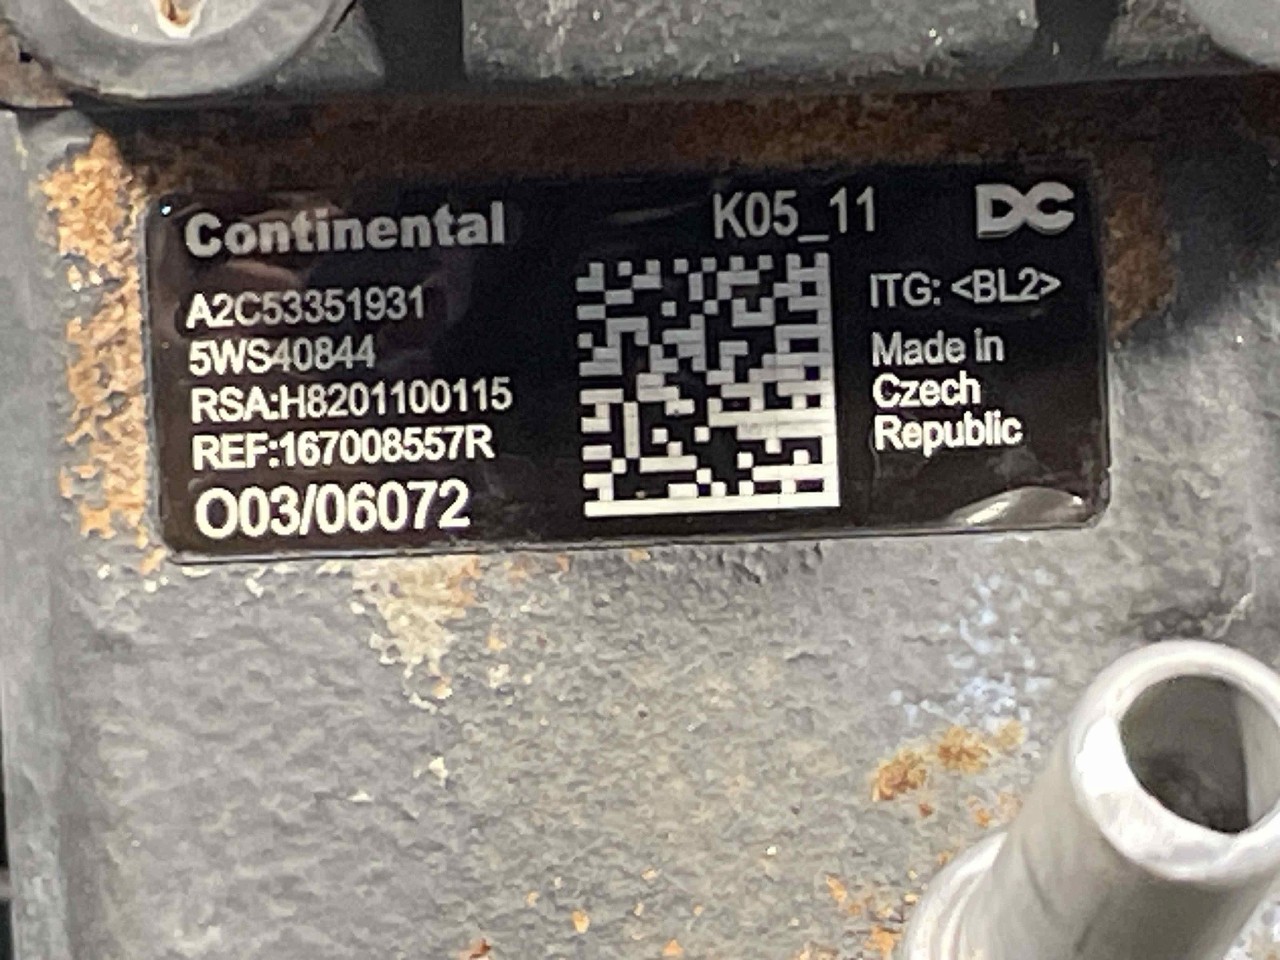 Continental
K05_11
DC
A2C53351931
5WS40844
RSA:H8201100115
REF:167008557R
O03/06072
ITG: <BL2>
Made in
Czech
Republic